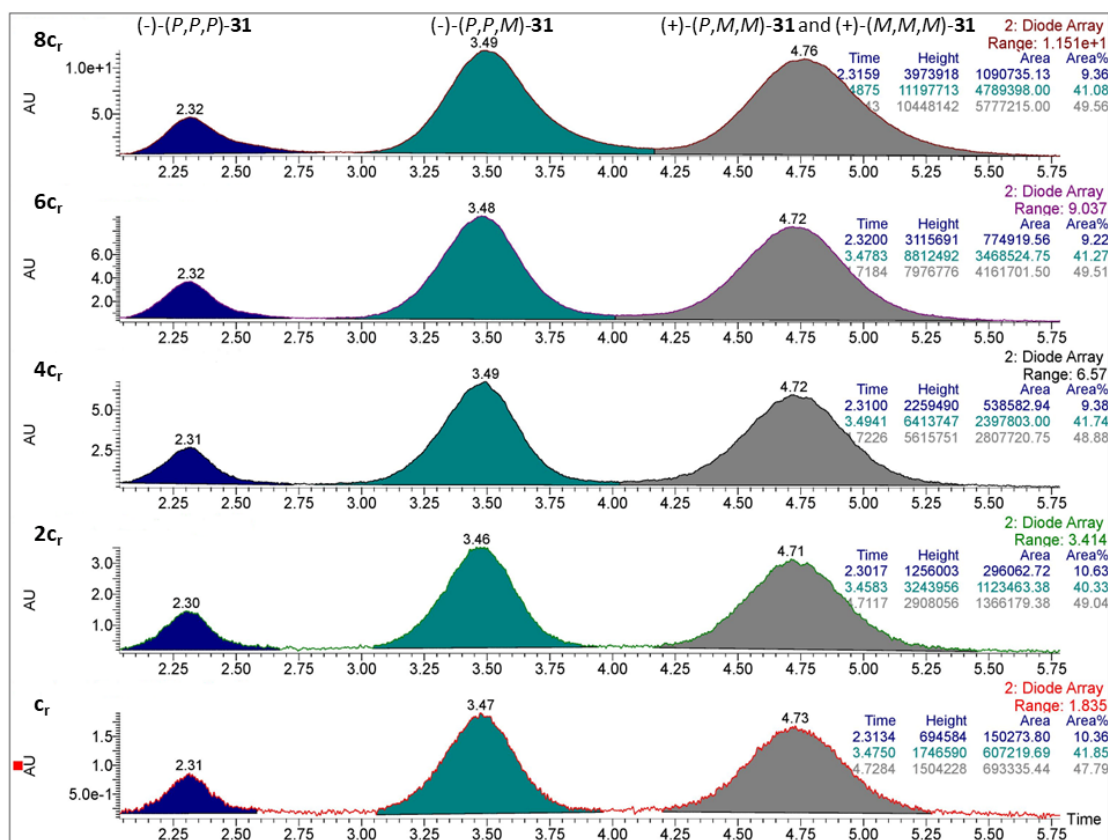 (-)-(P,P,P)-31 (-)-(P,P,M)-31 (+)-(P,M,M)-31 and (+)-(M,M,M)-31 2: Diode Array
8cr Range: 1.151e+1
2.32 3.49 4.76
Time Height Area Area%
2.3159 3973918 1090735.13 9.36
.4875 11197713 4789398.00 41.08
43 10448142 5777215.00 49.56
AU
1.0e+1
5.0
2.25 2.50 2.75 3.00 3.25 3.50 3.75 4.00 4.25 4.50 4.75 5.00 5.25 5.50 5.75
6cr 2: Diode Array
Range: 9.037
2.32 3.48 4.72
Time Height Area Area%
2.3200 3115691 774919.56 9.22
3.4783 8812492 3468524.75 41.27
.7184 7976776 4161701.50 49.51
AU
6.0
4.0
2.0
2.25 2.50 2.75 3.00 3.25 3.50 3.75 4.00 4.25 4.50 4.75 5.00 5.25 5.50 5.75
4cr 2: Diode Array
Range: 6.57
2.31 3.49 4.72
Time Height Area Area%
2.3100 2259490 538582.94 9.38
3.4941 6413747 2397803.00 41.74
.7226 5615751 2807720.75 48.88
AU
5.0
2.5
2.25 2.50 2.75 3.00 3.25 3.50 3.75 4.00 4.25 4.50 4.75 5.00 5.25 5.50 5.75
2cr 2: Diode Array
Range: 3.414
2.30 3.46 4.71
Time Height Area Area%
2.3017 1256003 296062.72 10.63
3.4583 3243956 1123463.38 40.33
4.7117 2908056 1366179.38 49.04
AU
3.0
2.0
1.0
2.25 2.50 2.75 3.00 3.25 3.50 3.75 4.00 4.25 4.50 4.75 5.00 5.25 5.50 5.75
cr 2: Diode Array
Range: 1.835
2.31 3.47 4.73
Time Height Area Area%
2.3134 694584 150273.80 10.36
3.4750 1746590 607219.69 41.85
4.7284 1504228 693335.44 47.79
AU
1.5
1.0
5.0e-1
2.25 2.50 2.75 3.00 3.25 3.50 3.75 4.00 4.25 4.50 4.75 5.00 5.25 5.50 5.75 Time